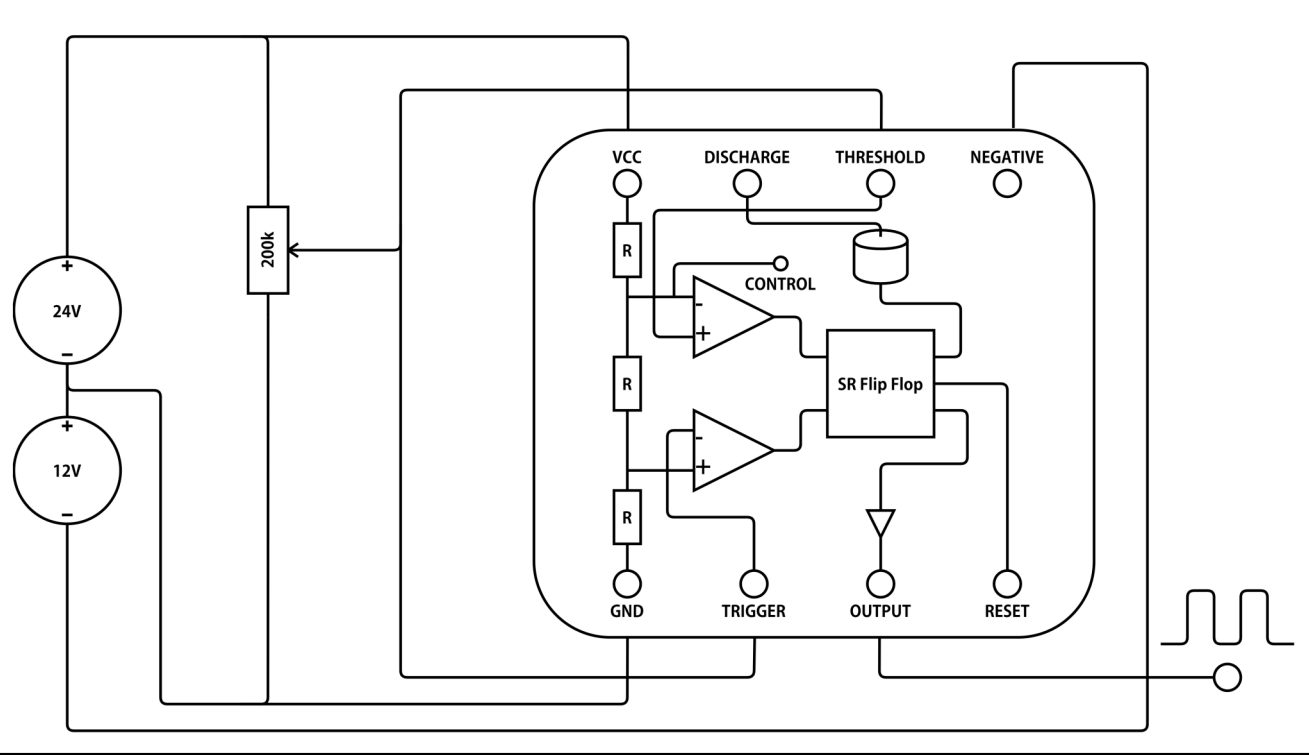 VCC DISCHARGE THRESHOLD NEGATIVE
200k
R
CONTROL
+
24V
-
-
+
R
SR Flip Flop
+
12V
-
-
+
R
GND TRIGGER OUTPUT RESET